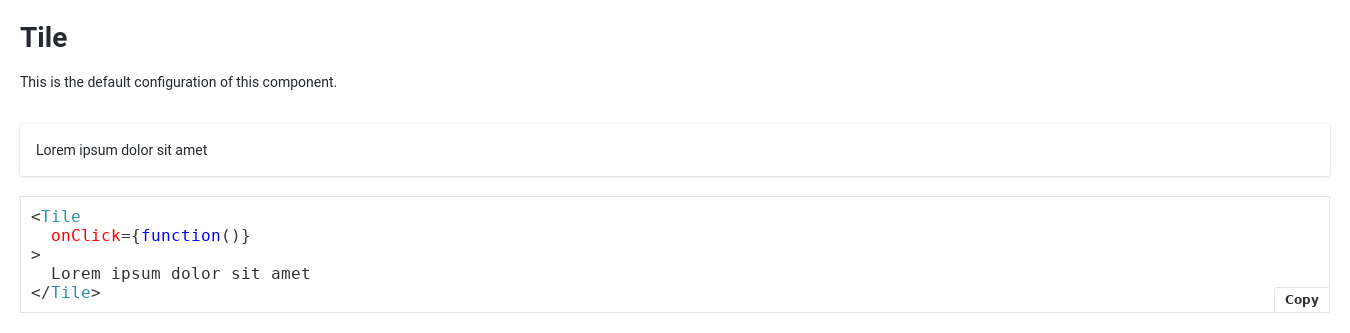 Tile
This is the default configuration of this component.
Lorem ipsum dolor sit amet
<Tile
  onClick={function()}
>
  Lorem ipsum dolor sit amet
</Tile>
Copy